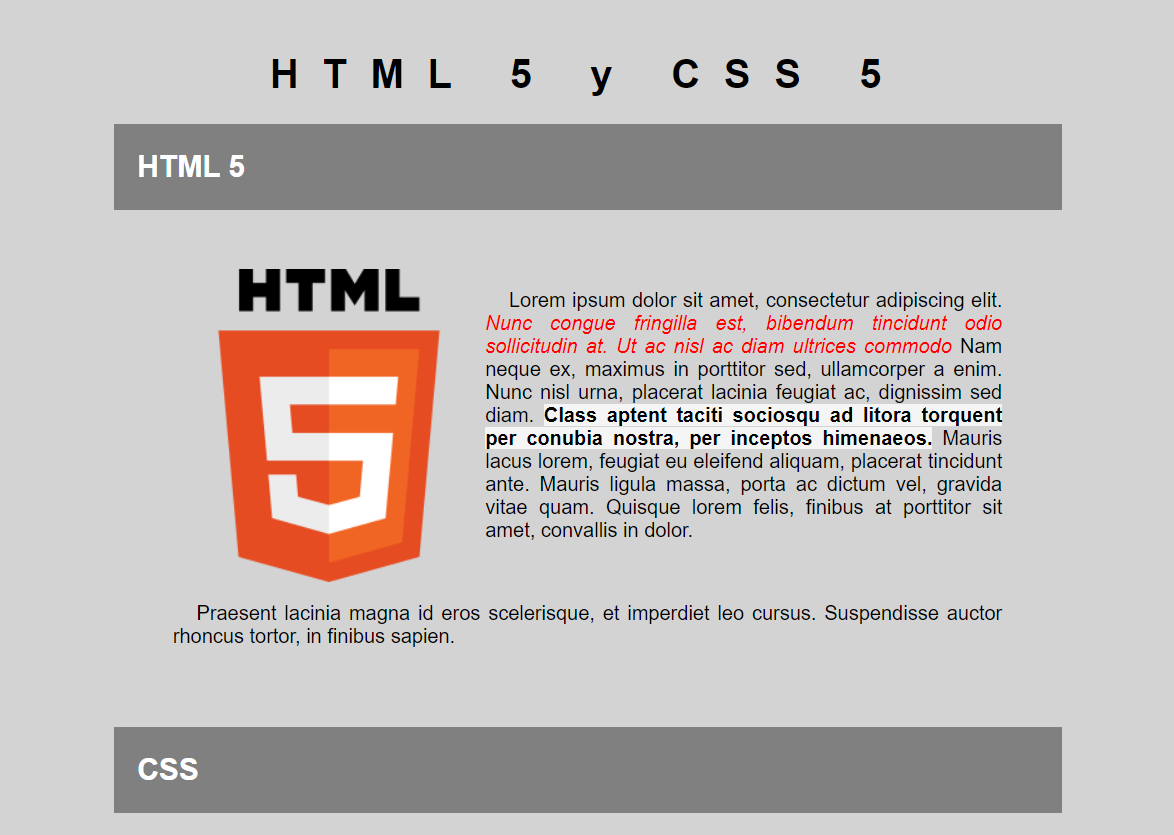 HTML 5 y CSS 5
HTML 5
HTML
5
Lorem ipsum dolor sit amet, consectetur adipiscing elit.
Nunc congue fringilla est, bibendum tincidunt odio
sollicitudin at. Ut ac nisl ac diam ultrices commodo Nam
neque ex, maximus in porttitor sed, ullamcorper a enim.
Nunc nisl urna, placerat lacinia feugiat ac, dignissim sed
diam. Class aptent taciti sociosqu ad litora torquent
per conubia nostra, per inceptos himenaeos. Mauris
lacus lorem, feugiat eu eleifend aliquam, placerat tincidunt
ante. Mauris ligula massa, porta ac dictum vel, gravida
vitae quam. Quisque lorem felis, finibus at porttitor sit
amet, convallis in dolor.
Praesent lacinia magna id eros scelerisque, et imperdiet leo cursus. Suspendisse auctor
rhoncus tortor, in finibus sapien.
CSS